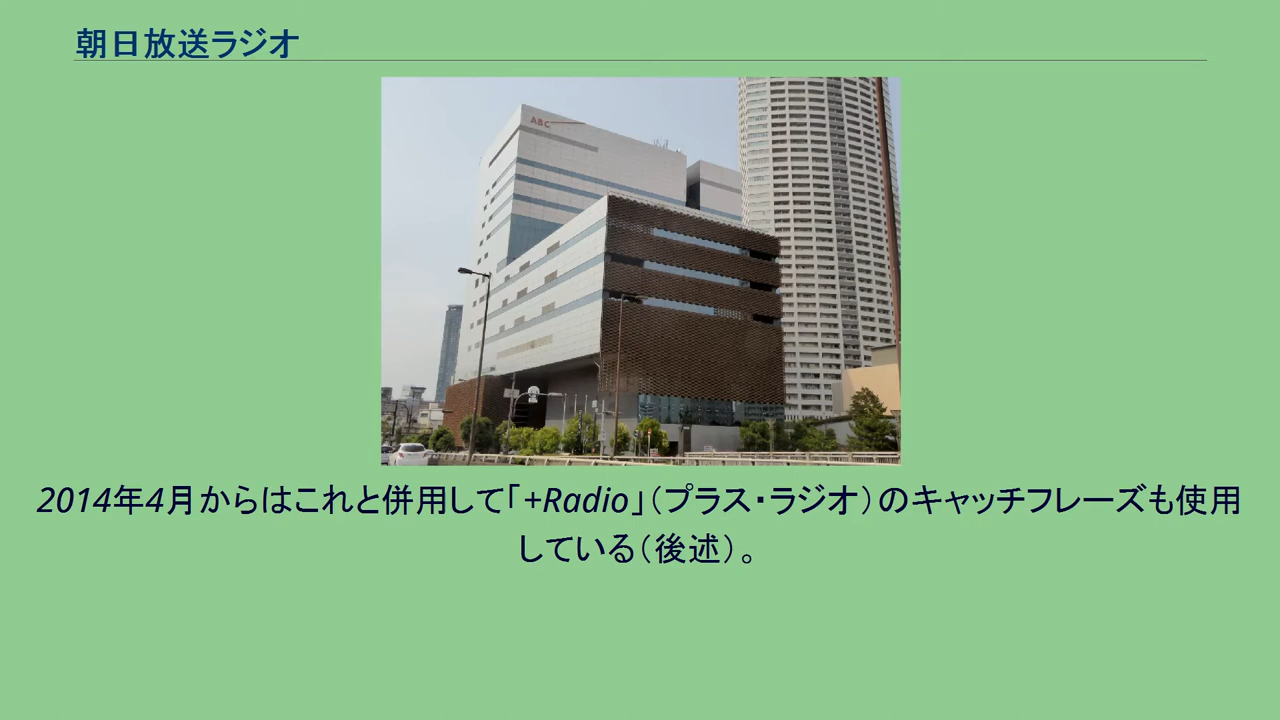 朝日放送ラジオ
ABC
2014年4月からはこれと併用して「+Radio」（プラス・ラジオ）のキャッチフレーズも使用
している（後述）。